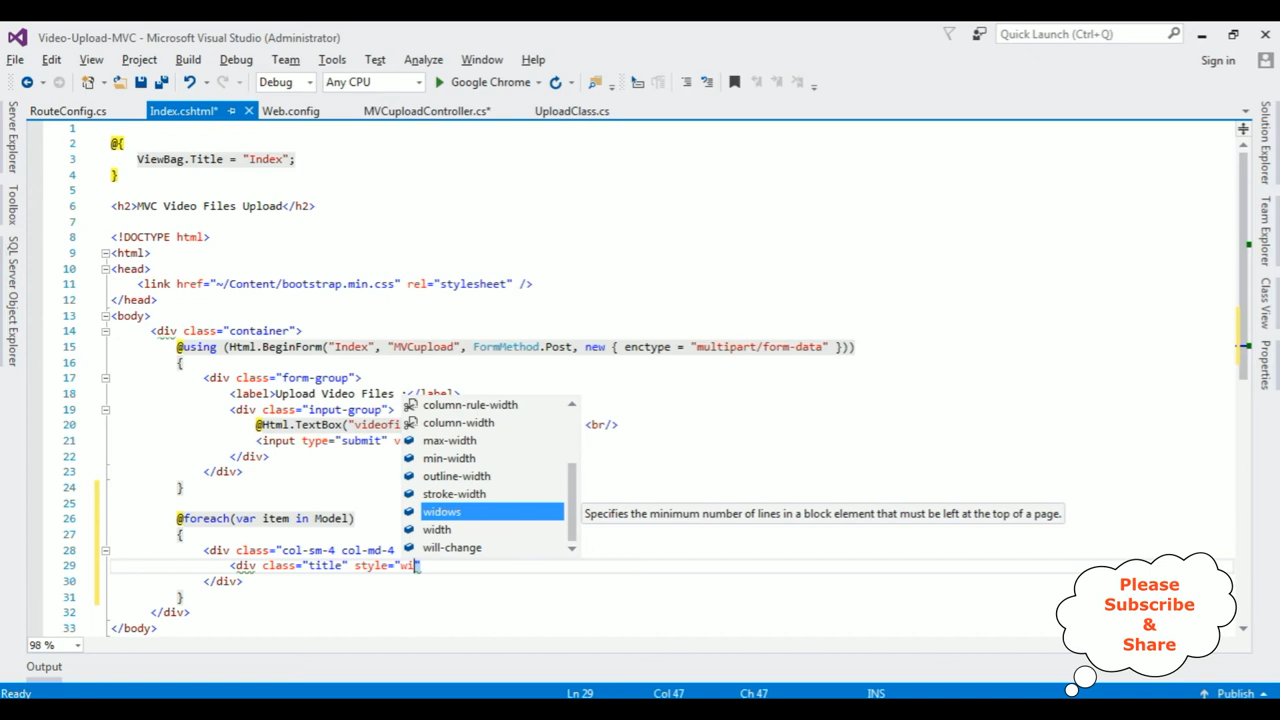 Video-Upload-MVC - Microsoft Visual Studio (Administrator)
Quick Launch (Ctrl+Q)
File Edit View Project Build Debug Team Tools Test Analyze Window Help
Sign in
Debug Any CPU Google Chrome
RouteConfig.cs Index.cshtml* Web.config MVCuploadController.cs* UploadClass.cs
Server Explorer
Toolbox
SQL Server Object Explorer
Solution Explorer
Team Explorer
Class View
Properties
1
2 @{
3 ViewBag.Title = "Index";
4 }
5
6 <h2>MVC Video Files Upload</h2>
7
8 <!DOCTYPE html>
9 <html>
10 <head>
11 <link href="~/Content/bootstrap.min.css" rel="stylesheet" />
12 </head>
13 <body>
14 <div class="container">
15 @using (Html.BeginForm("Index", "MVCupload", FormMethod.Post, new { enctype = "multipart/form-data" }))
16 {
17 <div class="form-group">
18 <label>Upload Video Files :</label>
19 <div class="input-group">
20 @Html.TextBox("videofi <br/>
21 <input type="submit" v
22 </div>
23 </div>
24 }
25
26 @foreach(var item in Model)
27 {
28 <div class="col-sm-4 col-md-4
29 <div class="title" style="wi"
30 </div>
31 }
32 </div>
33 </body>
column-rule-width
column-width
max-width
min-width
outline-width
stroke-width
widows
width
will-change
Specifies the minimum number of lines in a block element that must be left at the top of a page.
Please
Subscribe
&
Share
98 %
Output
Ready Ln 29 Col 47 Ch 47 INS Publish